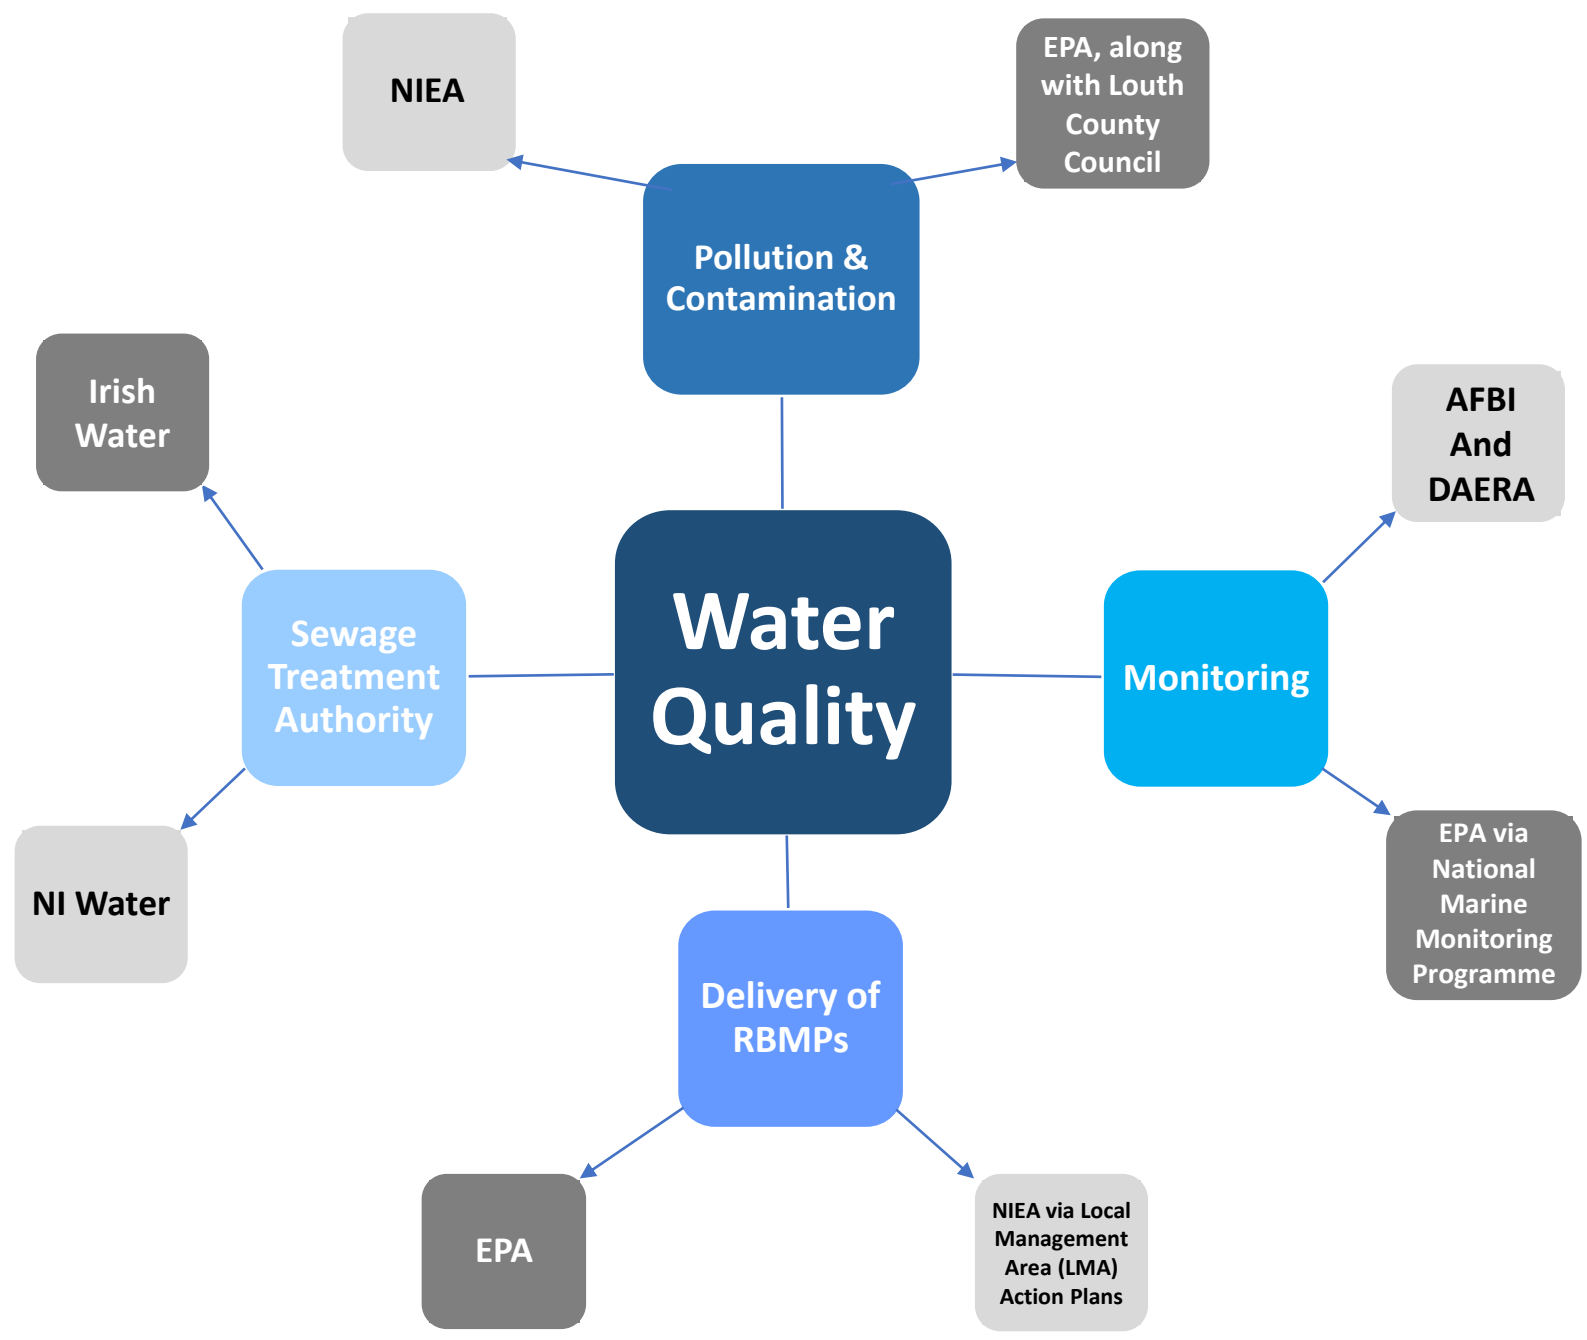 NIEA
EPA, along
with Louth
County
Council
Pollution &
Contamination
Irish
Water
AFBI
And
DAERA
Sewage
Treatment
Authority
Water
Quality
Monitoring
NI Water
EPA via
National
Marine
Monitoring
Programme
Delivery of
RBMPs
EPA
NIEA via Local
Management
Area (LMA)
Action Plans